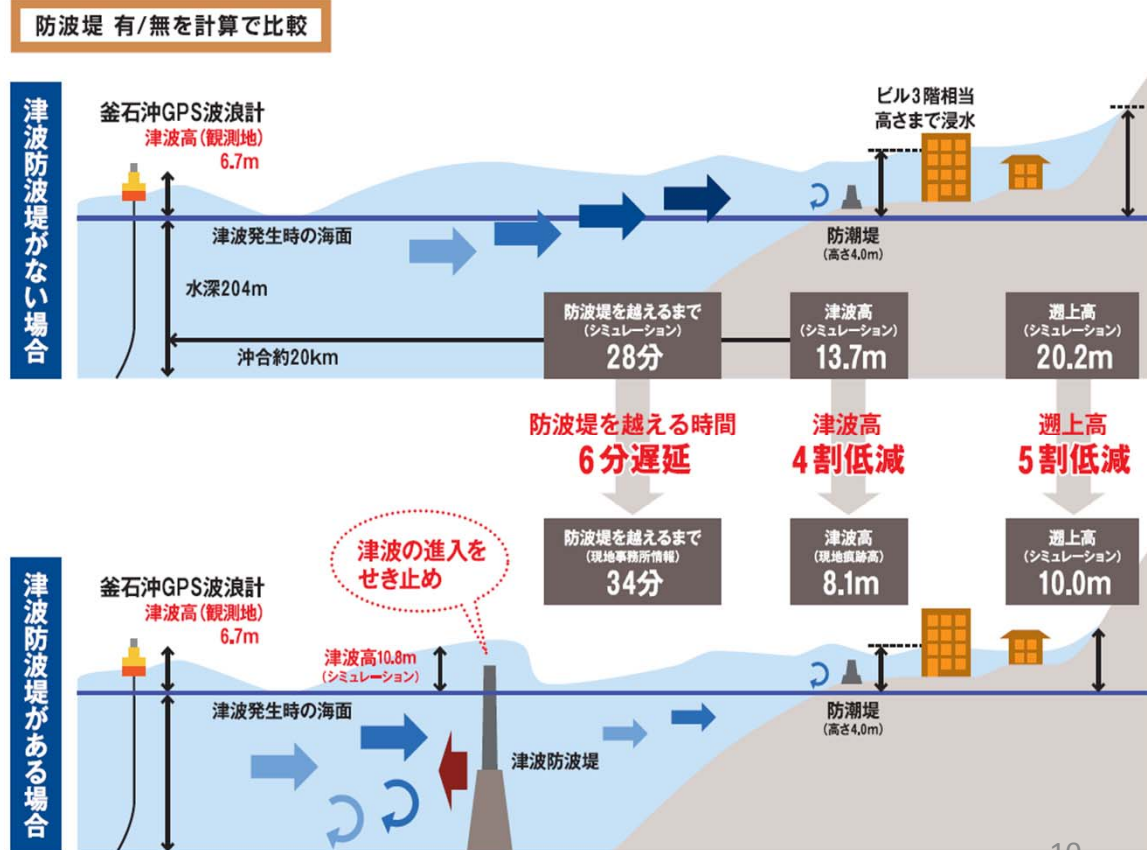 防波堤 有/無を計算で比較
津波防波堤がない場合
釜石沖GPS波浪計
津波高(観測地)
6.7m
津波発生時の海面
水深204m
沖合約20km
ビル3階相当
高さまで浸水
防潮堤
(高さ4.0m)
防波堤を越えるまで
(シミュレーション)
28分
津波高
(シミュレーション)
13.7m
遡上高
(シミュレーション)
20.2m
防波堤を越える時間
6分遅延
津波高
4割低減
遡上高
5割低減
防波堤を越えるまで
(現地事務所情報)
34分
津波高
(現地痕跡高)
8.1m
遡上高
(シミュレーション)
10.0m
津波防波堤がある場合
釜石沖GPS波浪計
津波高(観測地)
6.7m
津波の進入を
せき止め
津波高10.8m
(シミュレーション)
津波発生時の海面
津波防波堤
防潮堤
(高さ4.0m)